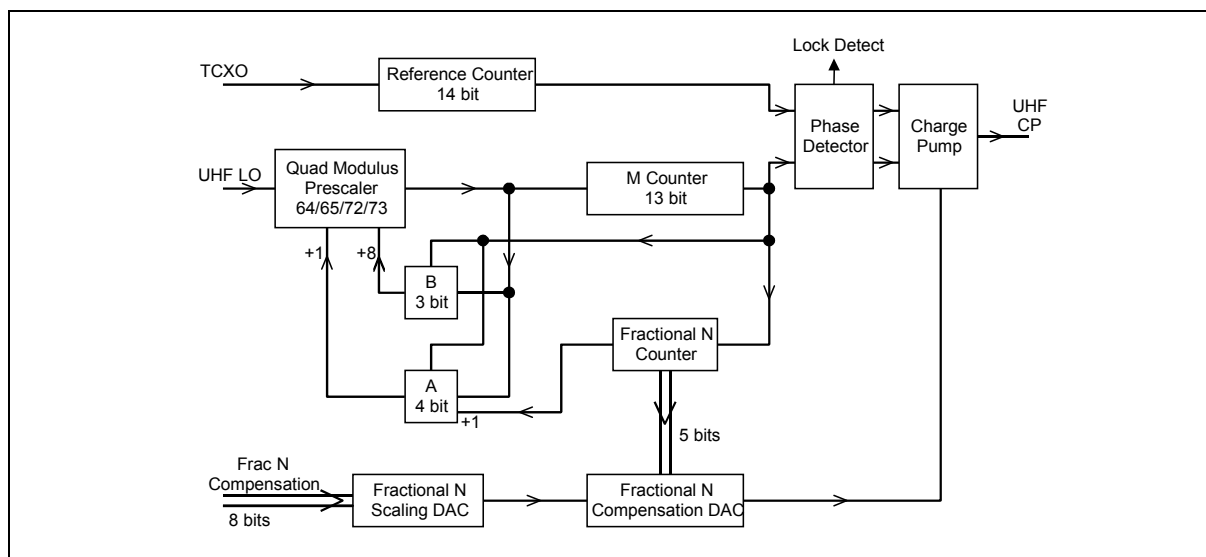 Lock Detect
TCXO
Reference Counter
14 bit
Phase
Detector
Charge
Pump
UHF
CP
UHF LO
Quad Modulus
Prescaler
64/65/72/73
M Counter
13 bit
+1
+8
B
3 bit
Fractional N
Counter
A
4 bit
+1
5 bits
Frac N
Compensation
8 bits
Fractional N
Scaling DAC
Fractional N
Compensation DAC